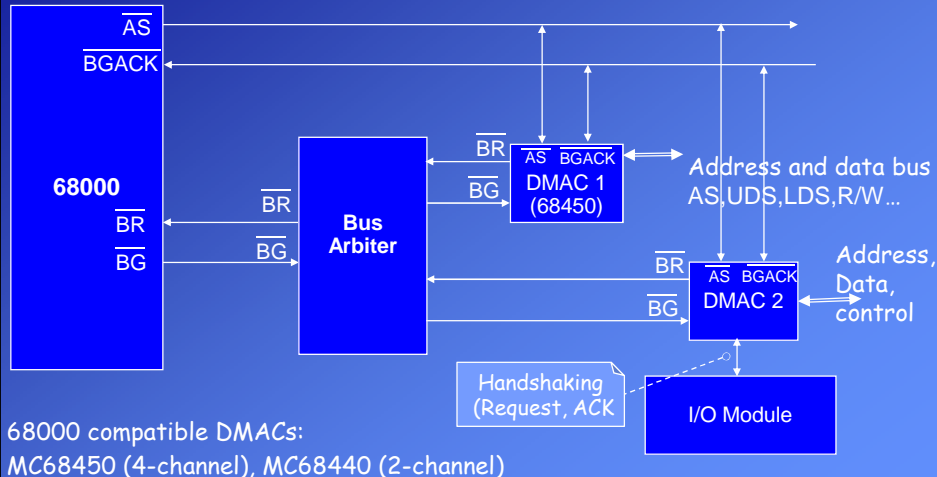 AS
BGACK
68000
BR
BG
BR
BG
Bus
Arbiter
BR
BG
AS BGACK
DMAC 1
(68450)
Address and data bus
AS,UDS,LDS,R/W...
BR
BG
AS BGACK
DMAC 2
Address,
Data,
control
Handshaking
(Request, ACK
I/O Module
68000 compatible DMACs:
MC68450 (4-channel), MC68440 (2-channel)